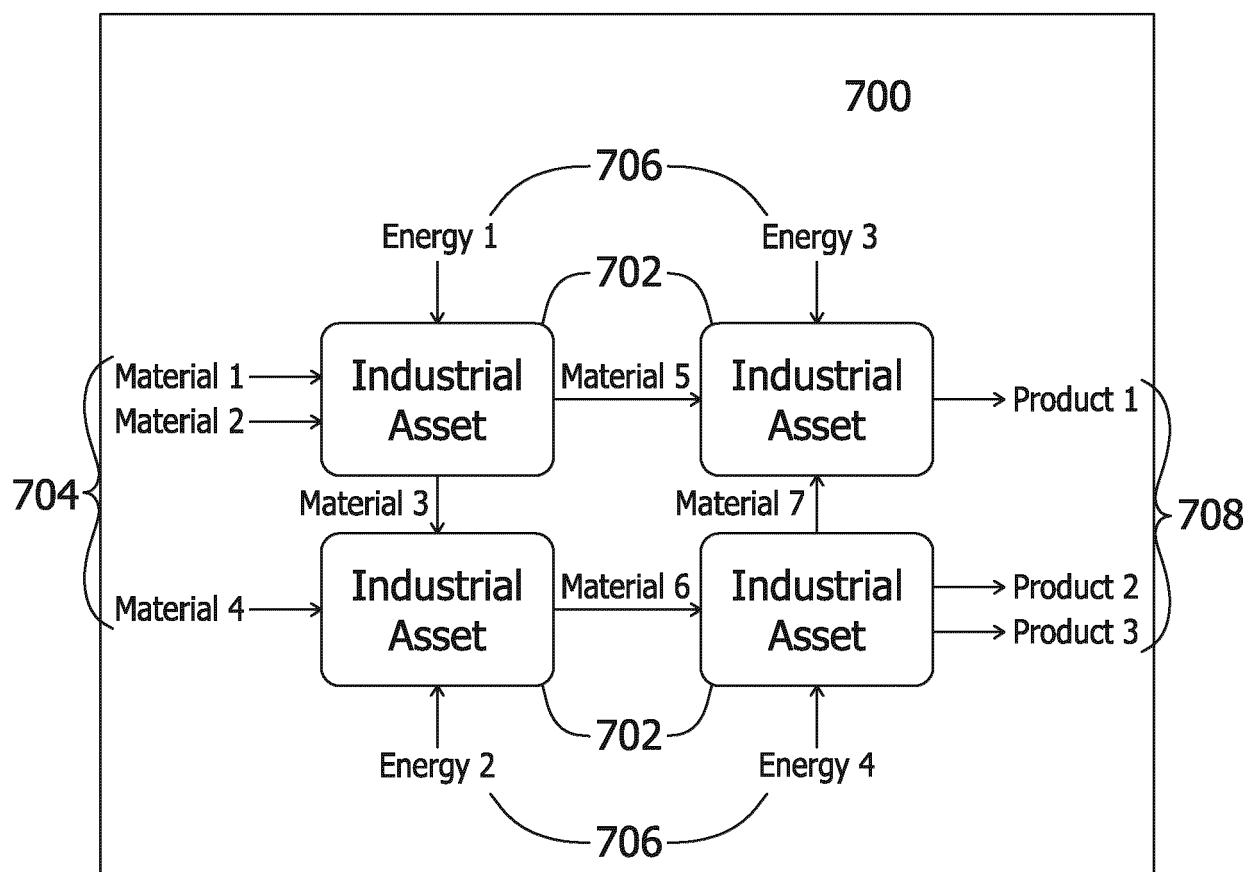 700
706
Energy 1
Energy 3
702
Industrial
Asset
Industrial
Asset
Material 1
Material 2
Material 5
Product 1
704
Material 3
Material 7
708
Industrial
Asset
Industrial
Asset
Material 4
Material 6
Product 2
Product 3
702
Energy 2
Energy 4
706